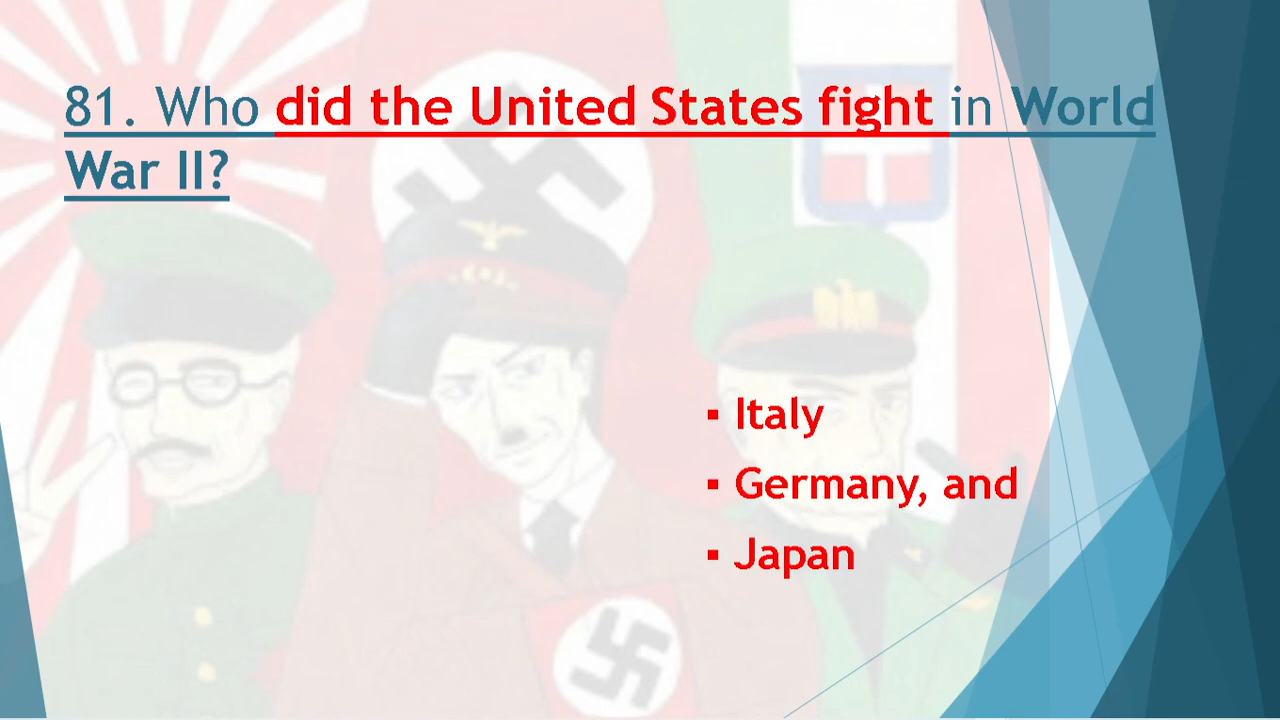 81. Who did the United States fight in World
War II?
▪ Italy
▪ Germany, and
▪ Japan